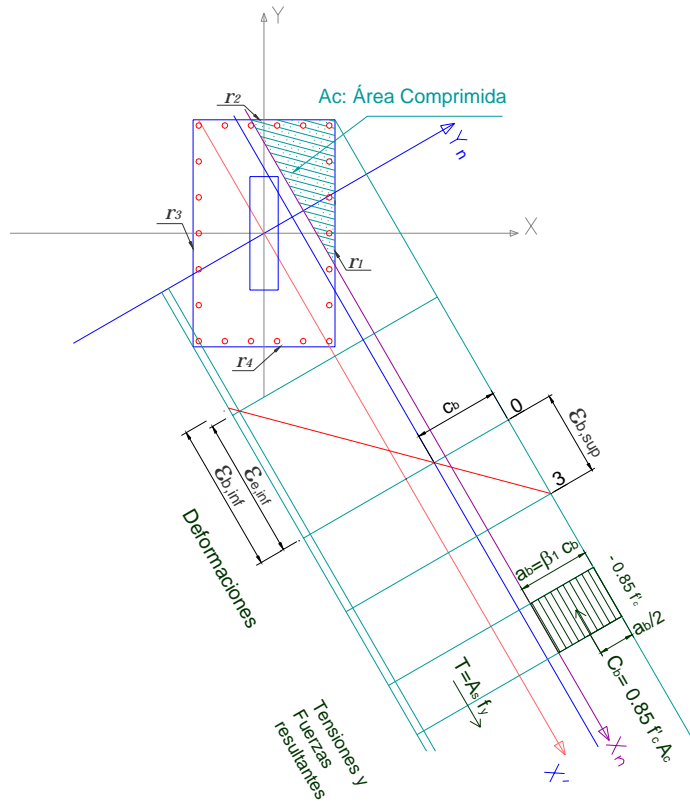 Y
r2
Ac: Área Comprimida
Yn
r3
X
r1
r4
cb
0
εb,sup
3
εe,inf
εb,inf
Deformaciones
ab=β1 cb
-0.85 f'c
ab/2
T=As fy
Cb= 0.85 f'c Ac
Tensiones y
Fuerzas
resultantes
X'
Xn